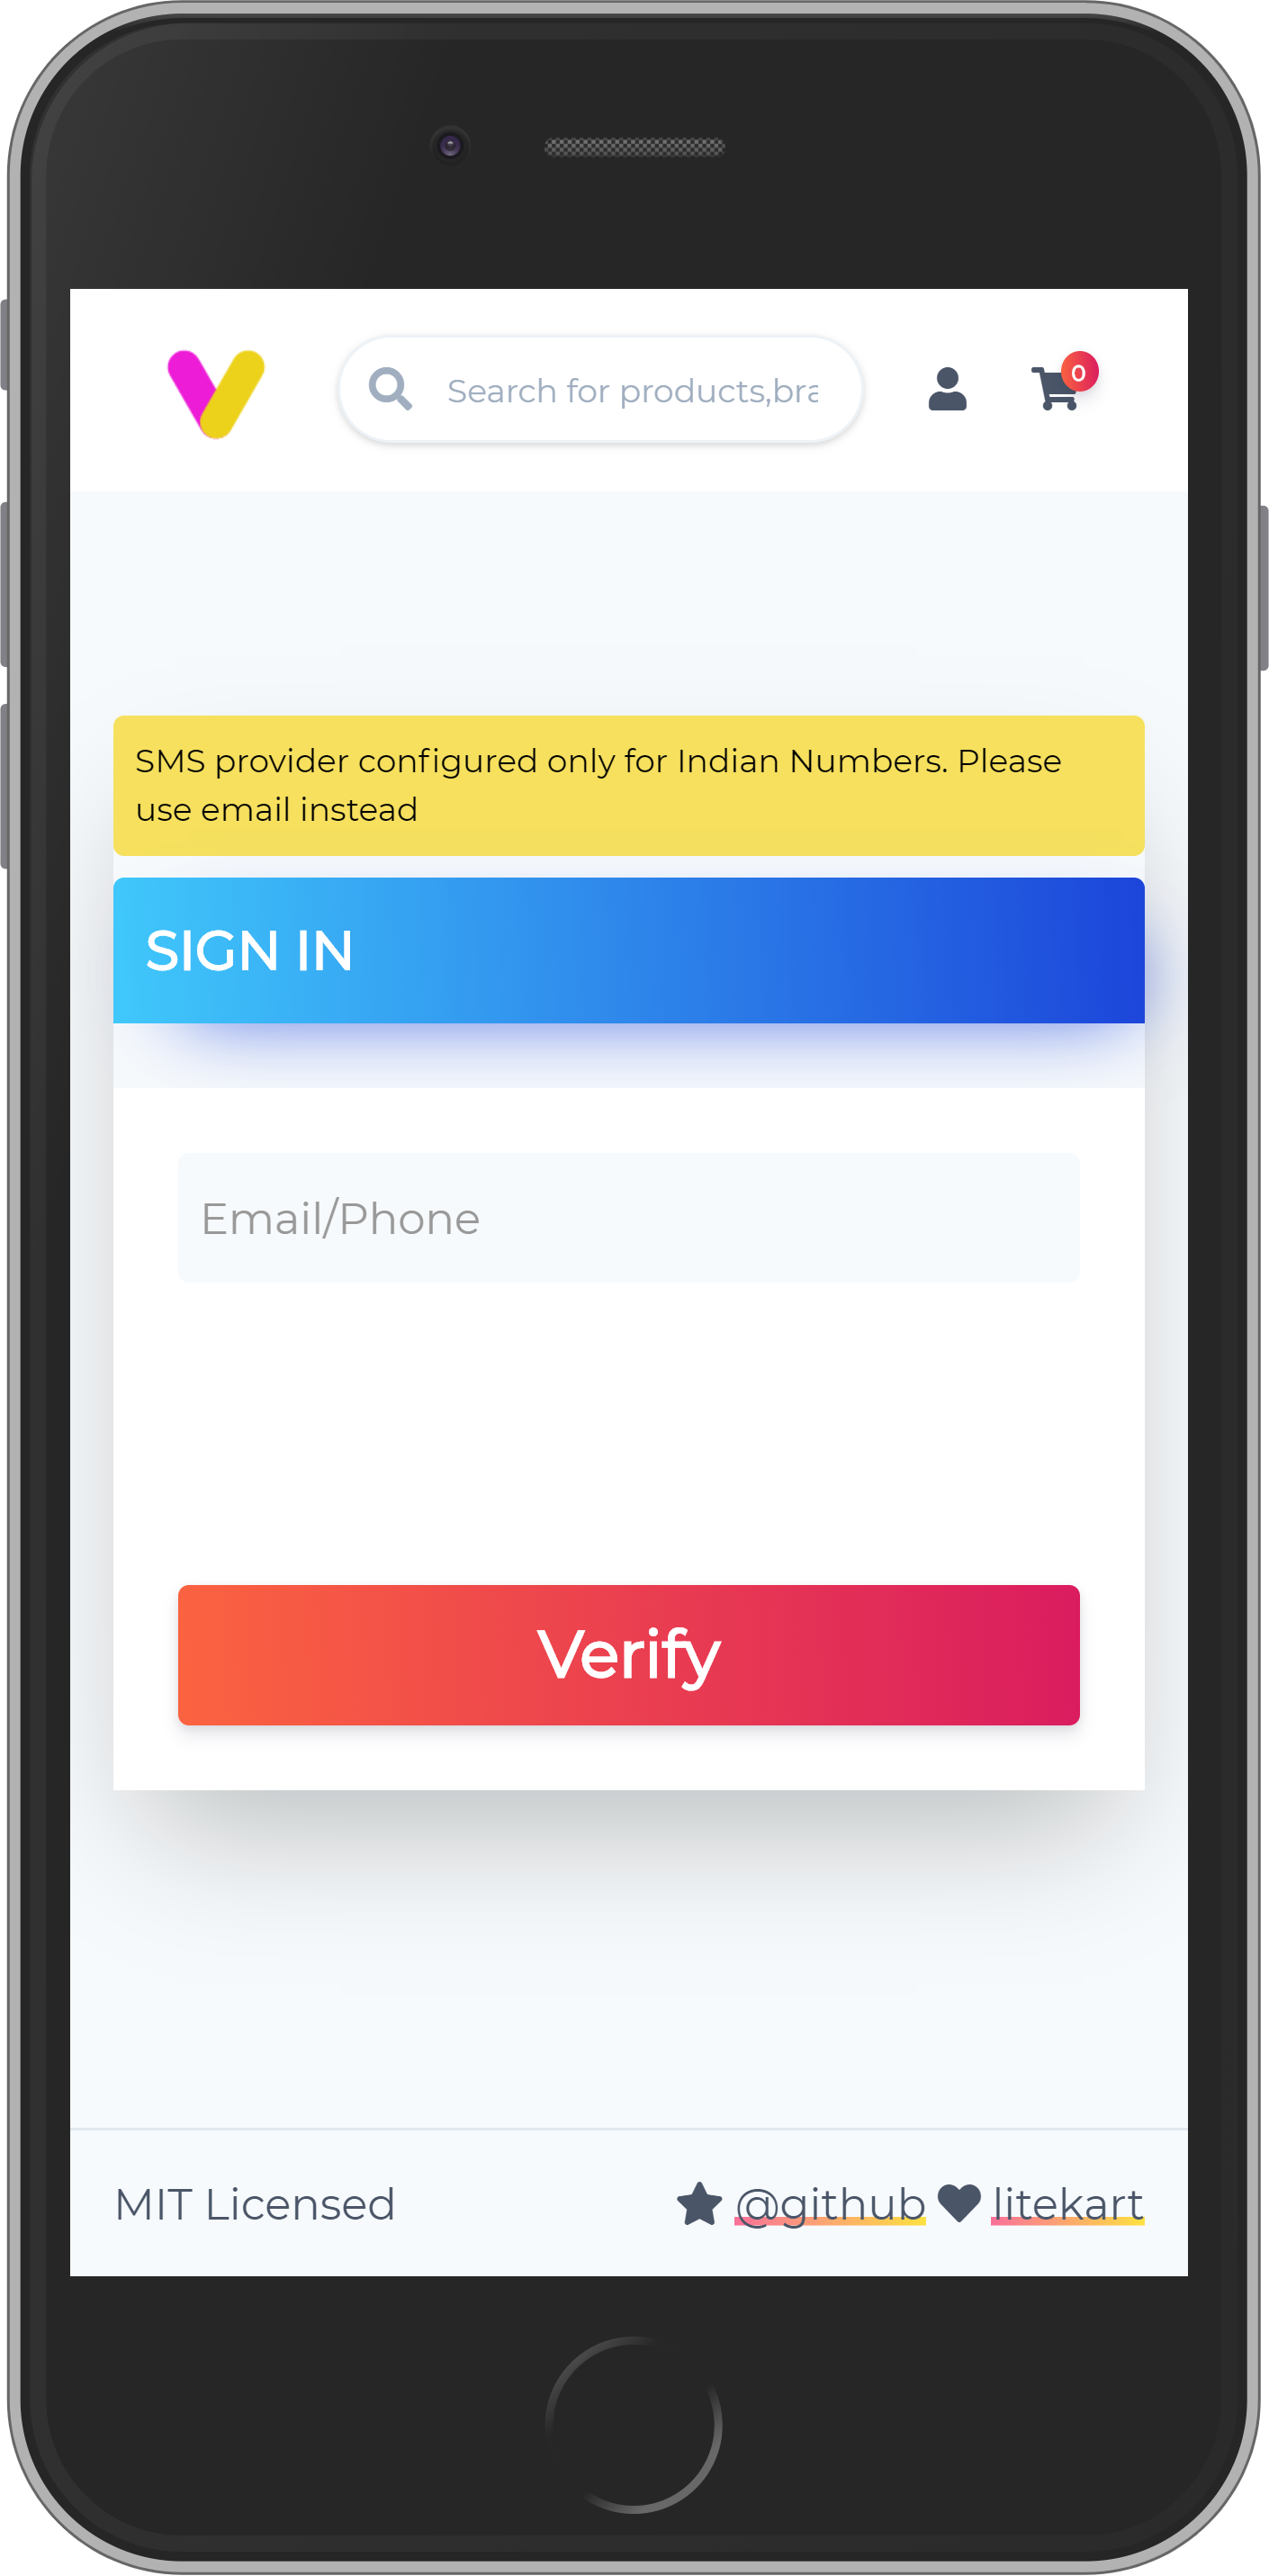 Search for products,bra
0
SMS provider configured only for Indian Numbers. Please
use email instead
SIGN IN
Email/Phone
Verify
MIT Licensed @github litekart